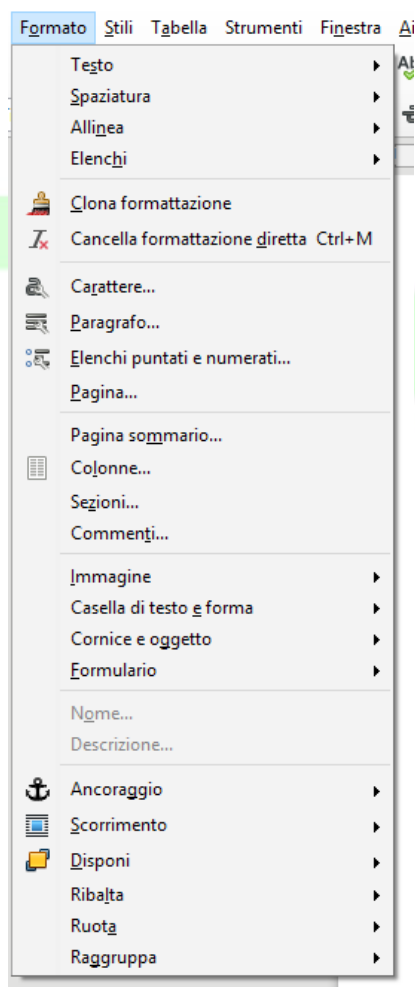 Formato Stili Tabella Strumenti Finestra
Testo
Spaziatura
Allinea
Elenchi
Clona formattazione
Cancella formattazione diretta Ctrl+M
Carattere...
Paragrafo...
Elenchi puntati e numerati...
Pagina...
Pagina sommario...
Colonne...
Sezioni...
Commenti...
Immagine
Casella di testo e forma
Cornice e oggetto
Formulario
Nome...
Descrizione...
Ancoraggio
Scorrimento
Disponi
Ribalta
Ruota
Raggruppa